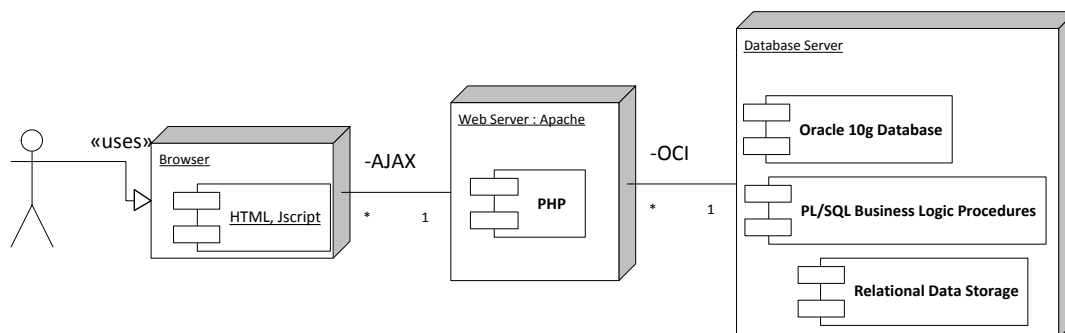 «uses»
Browser
HTML, Jscript
-AJAX
*
1
Web Server : Apache
PHP
-OCI
*
1
Database Server
Oracle 10g Database
PL/SQL Business Logic Procedures
Relational Data Storage